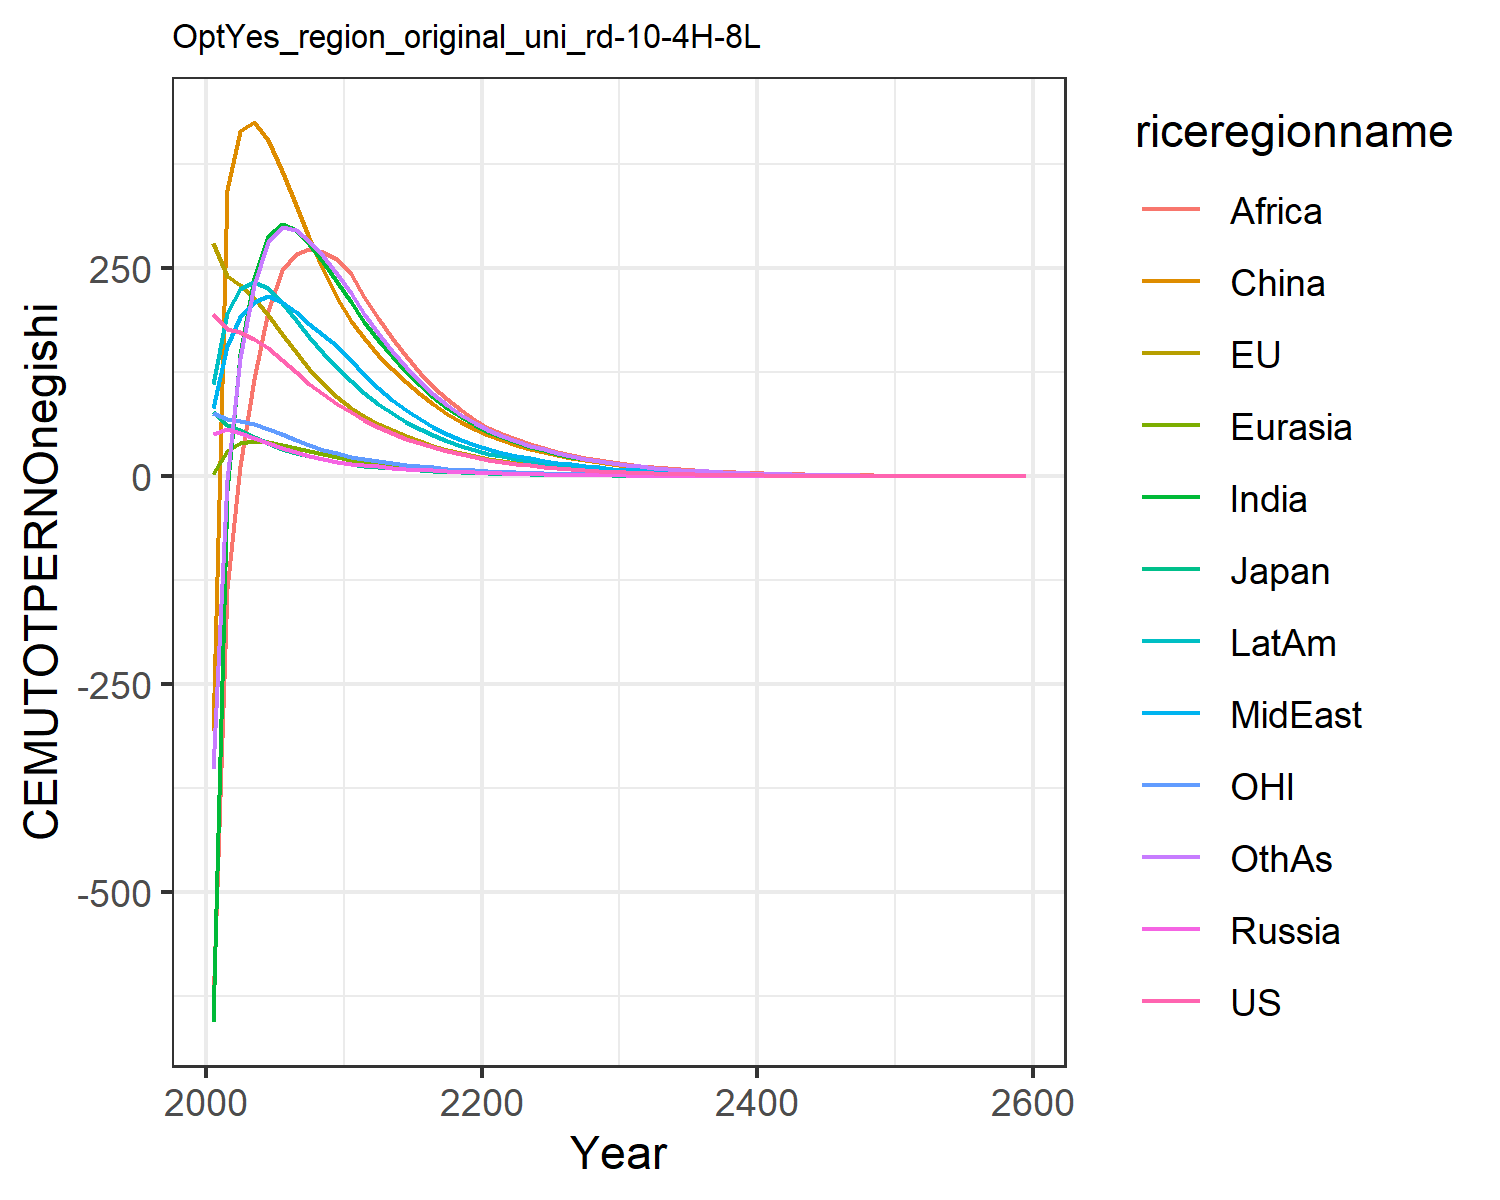 OptYes_region_original_uni_rd-10-4H-8L
CEMUTOTPERNOnegishi
250
0
-250
-500
2000
2200
2400
2600
Year
riceregionname
Africa
China
EU
Eurasia
India
Japan
LatAm
MidEast
OHI
OthAs
Russia
US